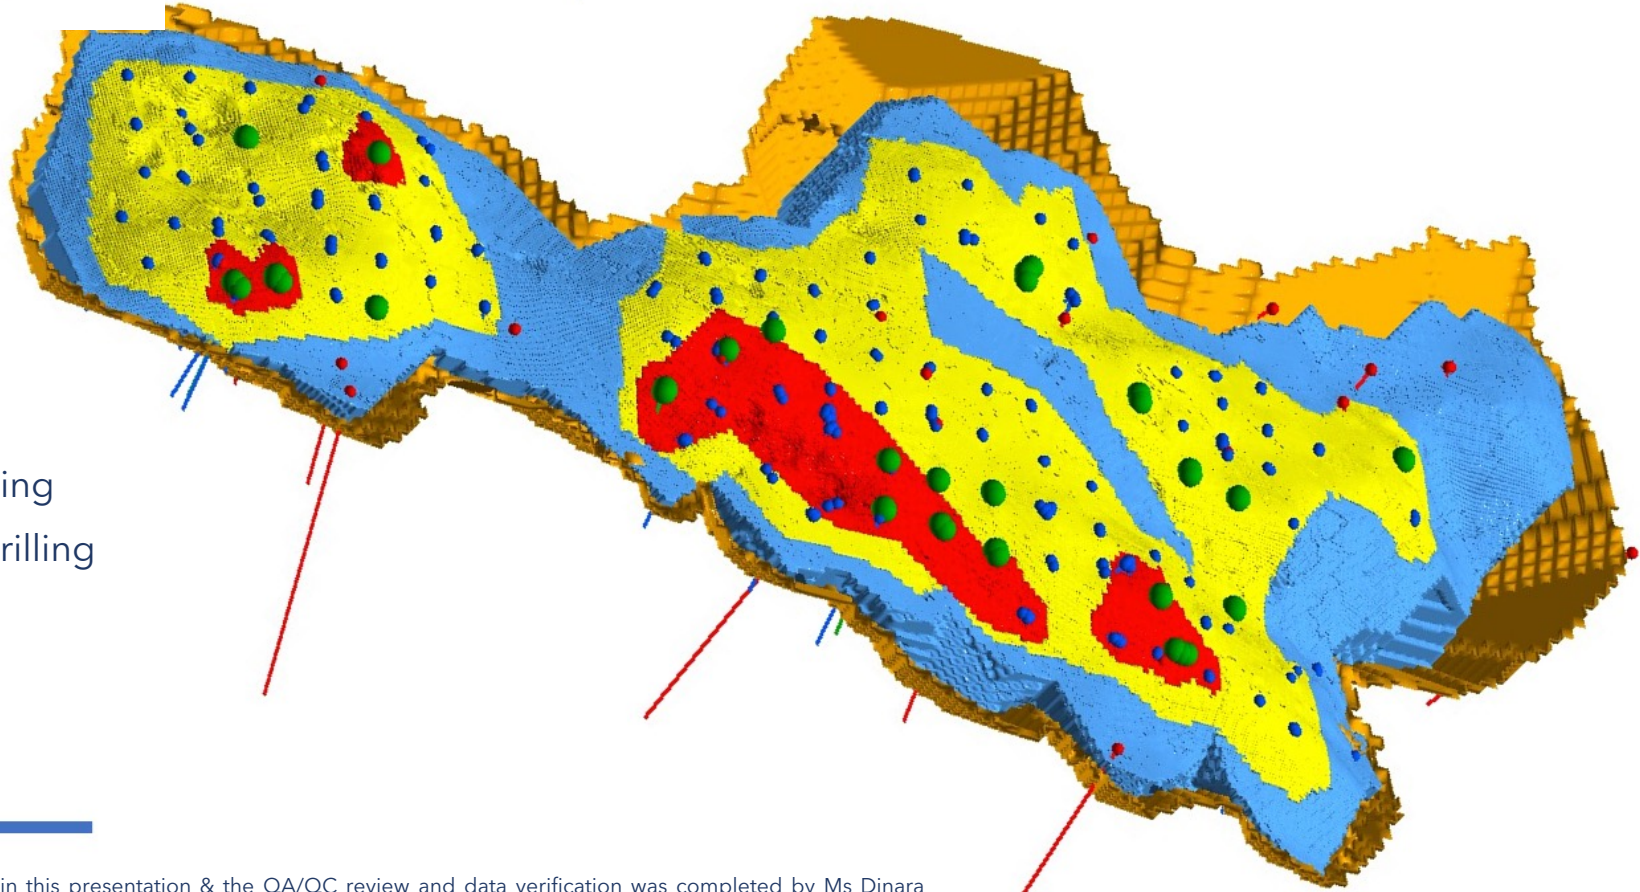 ing
rilling
in this presentation & the QA/QC review and data verification was completed by Ms Dinara